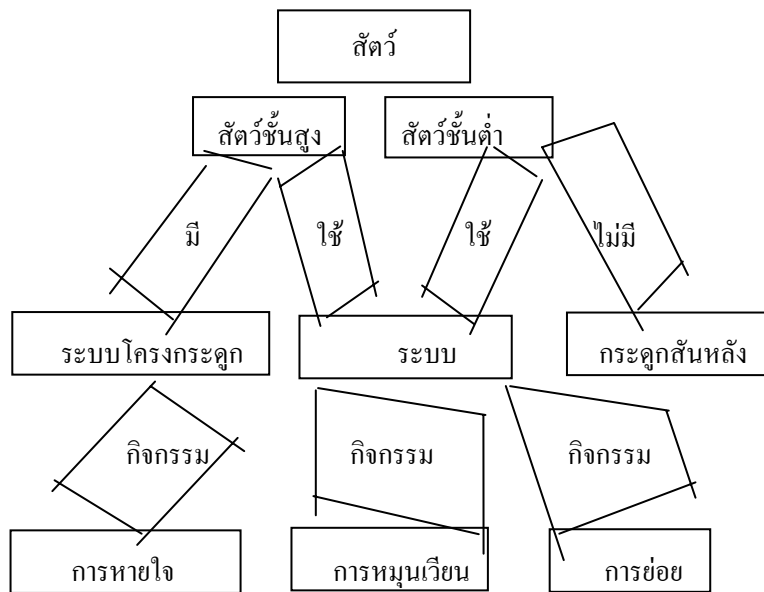 สัตว์
สัตว์ชั้นสูง สัตว์ชั้นต่ำ
มี ใช้ ใช้ ไม่มี
ระบบโครงกระดูก ระบบ กระดูกสันหลัง
กิจกรรม กิจกรรม กิจกรรม
การหายใจ การหมุนเวียน การย่อย